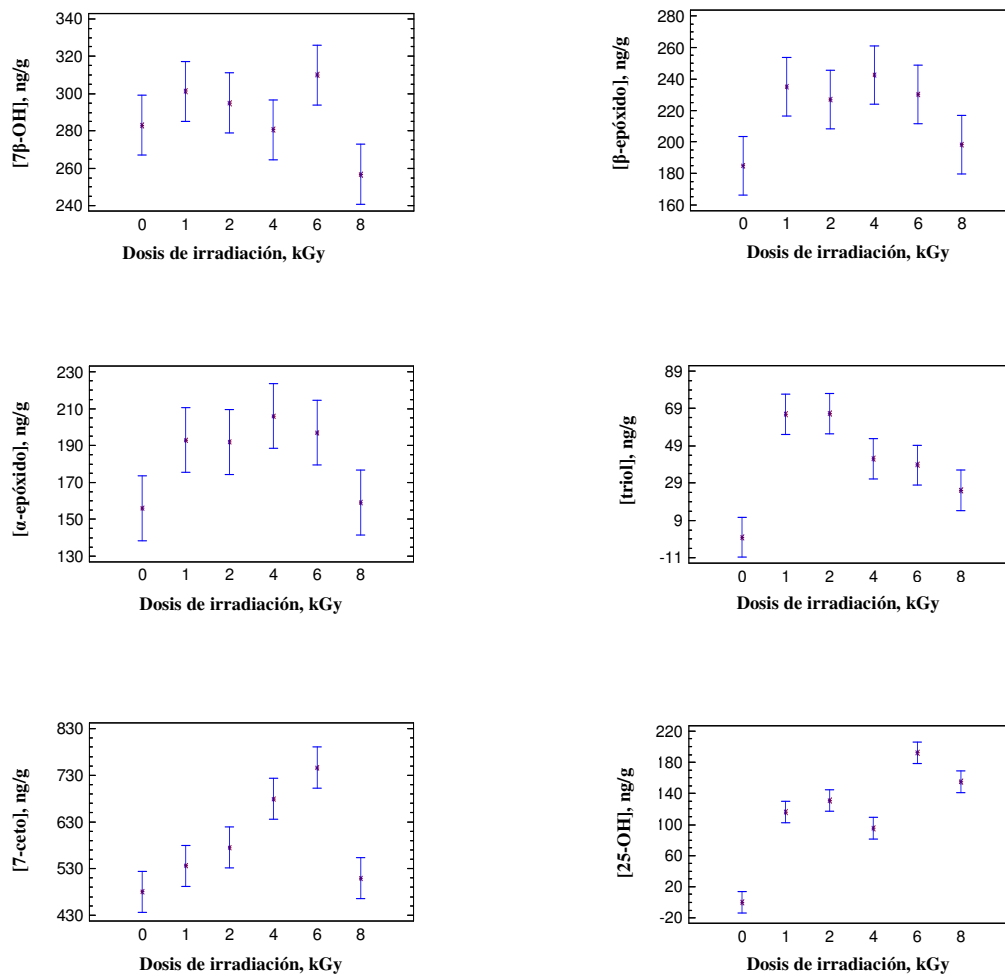 340
320
300
280
260
240
[7β-OH], ng/g
0 1 2 4 6 8
Dosis de irradiación, kGy
280
260
240
220
200
180
160
[β-epóxido], ng/g
0 1 2 4 6 8
Dosis de irradiación, kGy
230
210
190
170
150
130
[α-epóxido], ng/g
0 1 2 4 6 8
Dosis de irradiación, kGy
89
69
49
29
9
-11
[triol], ng/g
0 1 2 4 6 8
Dosis de irradiación, kGy
830
730
630
530
430
[7-ceto], ng/g
0 1 2 4 6 8
Dosis de irradiación, kGy
220
180
140
100
60
20
-20
[25-OH], ng/g
0 1 2 4 6 8
Dosis de irradiación, kGy